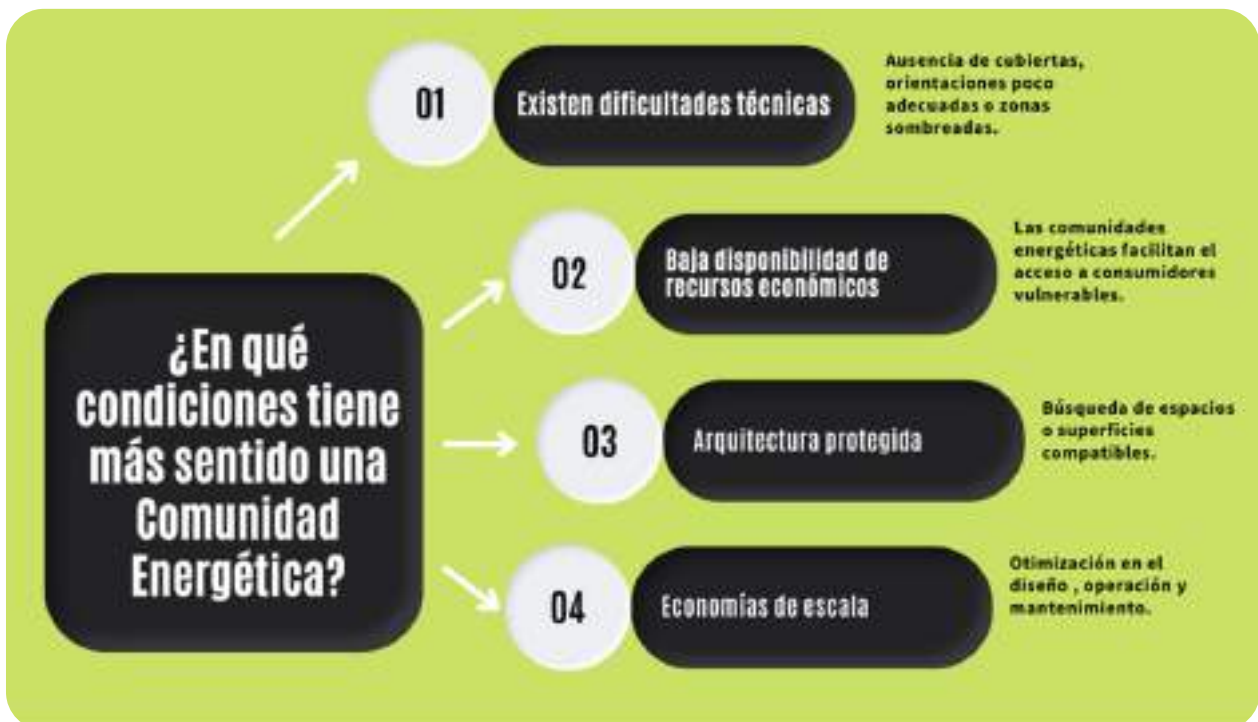 ¿En qué
condiciones tiene
más sentido una
Comunidad
Energética?
01
Existen dificultades técnicas
Ausencia de cubiertas,
orientaciones poco
adecuadas o zonas
sombreadas.
02
Baja disponibilidad de
recursos económicos
Las comunidades
energéticas facilitan el
acceso a consumidores
vulnerables.
03
Arquitectura protegida
Búsqueda de espacios
o superficies
compatibles.
04
Economías de escala
Otimización en el
diseño , operación y
mantenimiento.